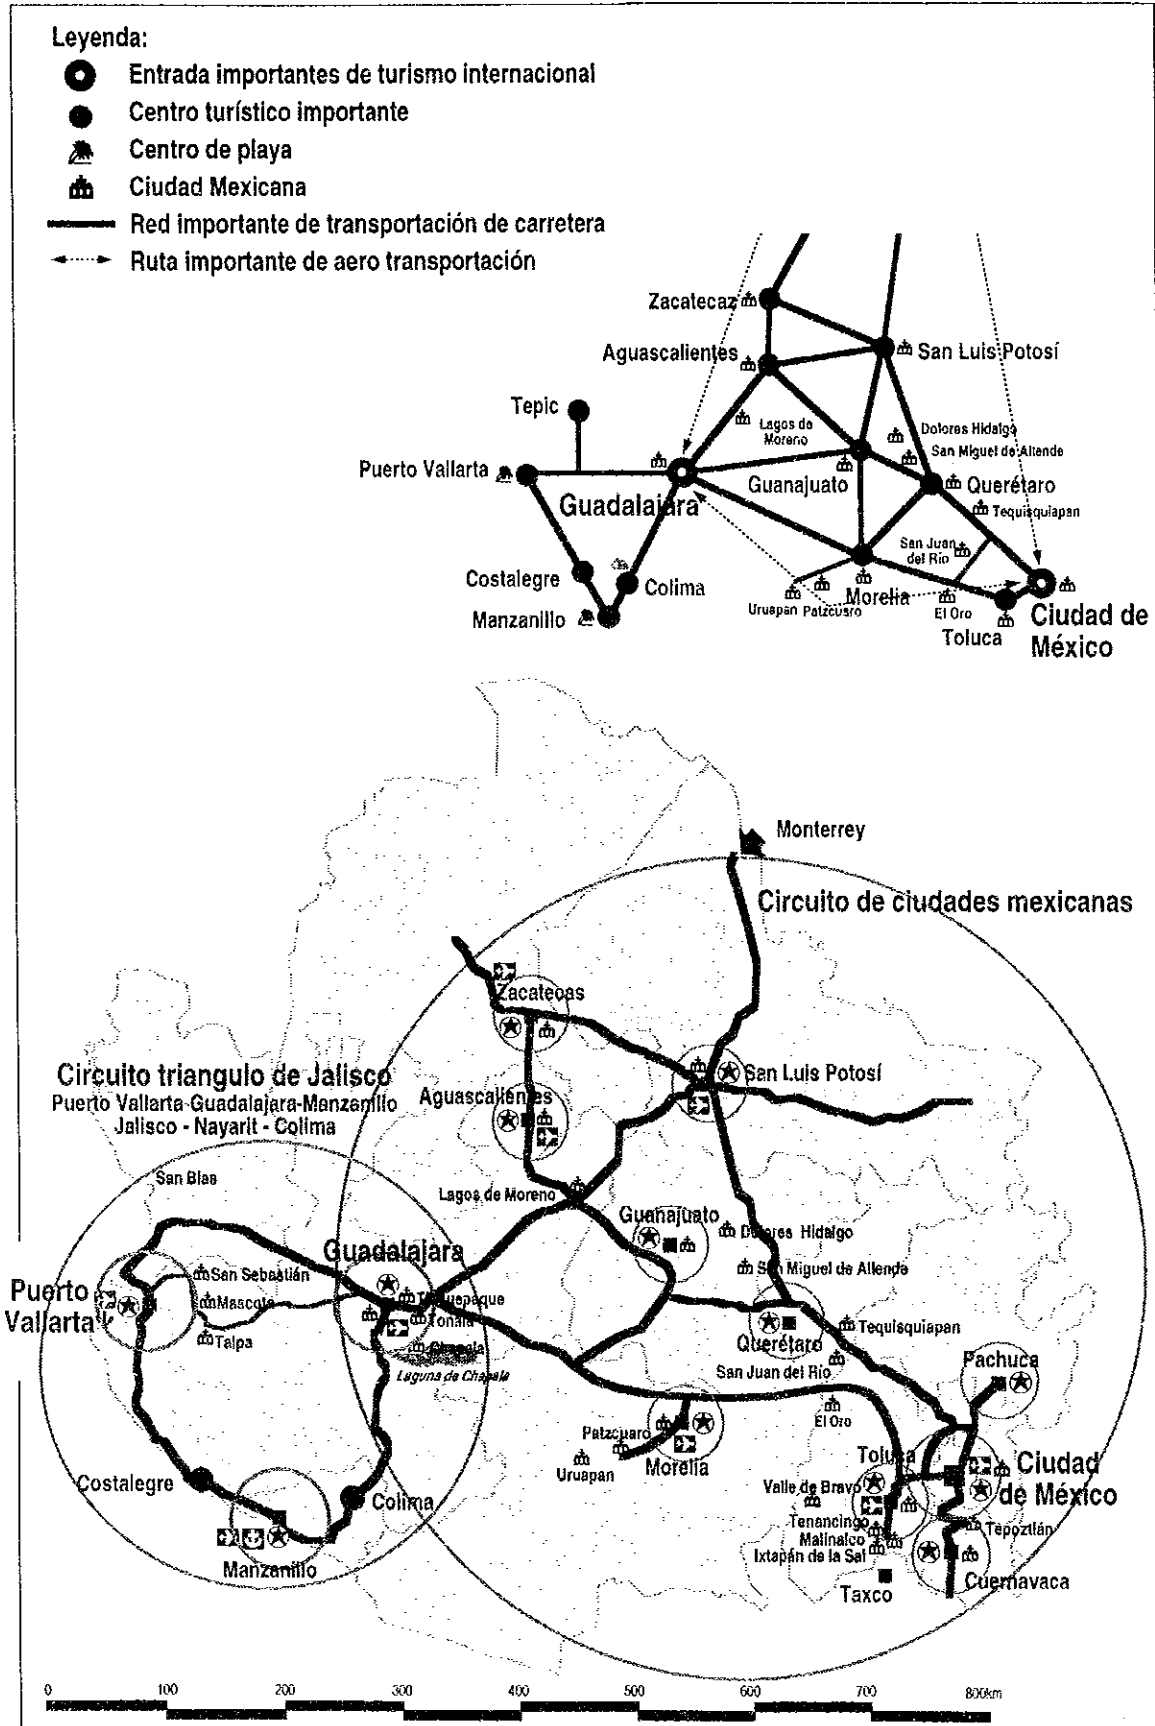 Leyenda:
Entrada importantes de turismo internacional
Centro turístico importante
Centro de playa
Ciudad Mexicana
Red importante de transportación de carretera
Ruta importante de aero transportación
Zacatecaz
Aguascalientes
San Luis Potosí
Tepic
Lagos de
Moreno
Dolores Hidalgo
San Miguel de Allende
Puerto Vallarta
Guadalajara
Guanajuato
Querétaro
Tequisquiapan
San Juan
del Río
Costalegre
Colima
Manzanillo
Uruapan
Patzcuaro
Morelia
El Oro
Toluca
Ciudad de
México
Monterrey
Circuito de ciudades mexicanas
Zacatecas
Circuito triangulo de Jalisco
Puerto Vallarta-Guadalajara-Manzanillo
Jalisco - Nayarit - Colima
San Luis Potosí
Aguascalientes
San Blas
Lagos de Moreno
Guanajuato
Dolores Hidalgo
Guadalajara
San Sebastián
San Miguel de Allende
Puerto
Vallarta
Mascota
Tlaquepaque
Tonala
Talpa
Chapala
Laguna de Chapala
Querétaro
Tequisquiapan
San Juan del Río
Pachuca
El Oro
Patzcuaro
Uruapan
Morelia
Toluca
Ciudad
de México
Costalegre
Colima
Valle de Bravo
Tenancingo
Malinalco
Ixtapán de la Sal
Tepoztlán
Manzanillo
Taxco
Cuernavaca
0 100 200 300 400 500 600 700 800km